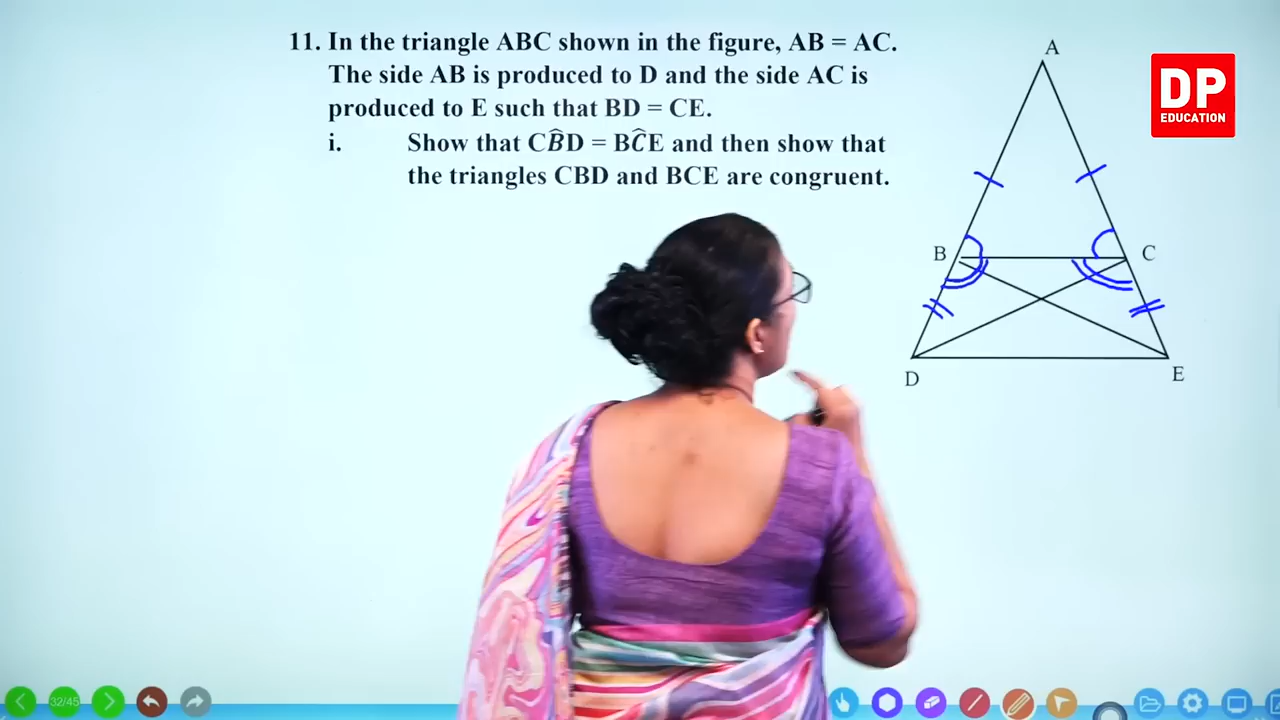 11. In the triangle ABC shown in the figure, AB = AC.
The side AB is produced to D and the side AC is
produced to E such that BD = CE.
i. Show that CB̂D = BĈE and then show that
the triangles CBD and BCE are congruent.
A
DP
EDUCATION
B
C
D
E
32/45